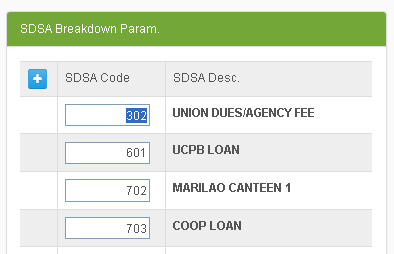 SDSA Breakdown Param.
+ SDSA Code SDSA Desc.
302 UNION DUES/AGENCY FEE
601 UCPB LOAN
702 MARILAO CANTEEN 1
703 COOP LOAN